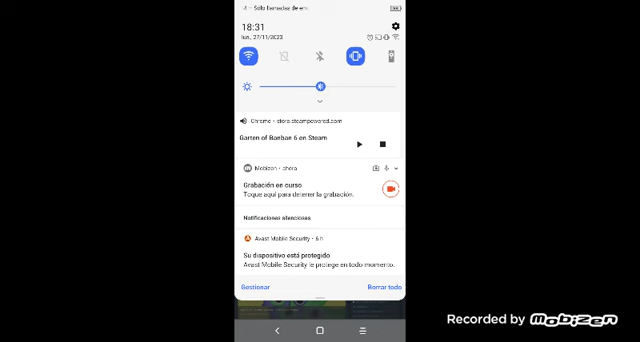 Sólo llamadas de em
18:31
lun, 27/11/2023
Chrome • store.steampowered.com
Garten of Banban 6 on Steam
Mobizen • ahora
Grabación en curso
Toque aquí para detener la grabación.
Notificaciones silenciosas
Avast Mobile Security • 6 h
Su dispositivo está protegido
Avast Mobile Security le protege en todo momento.
Gestionar
Borrar todo
Recorded by Mobizen